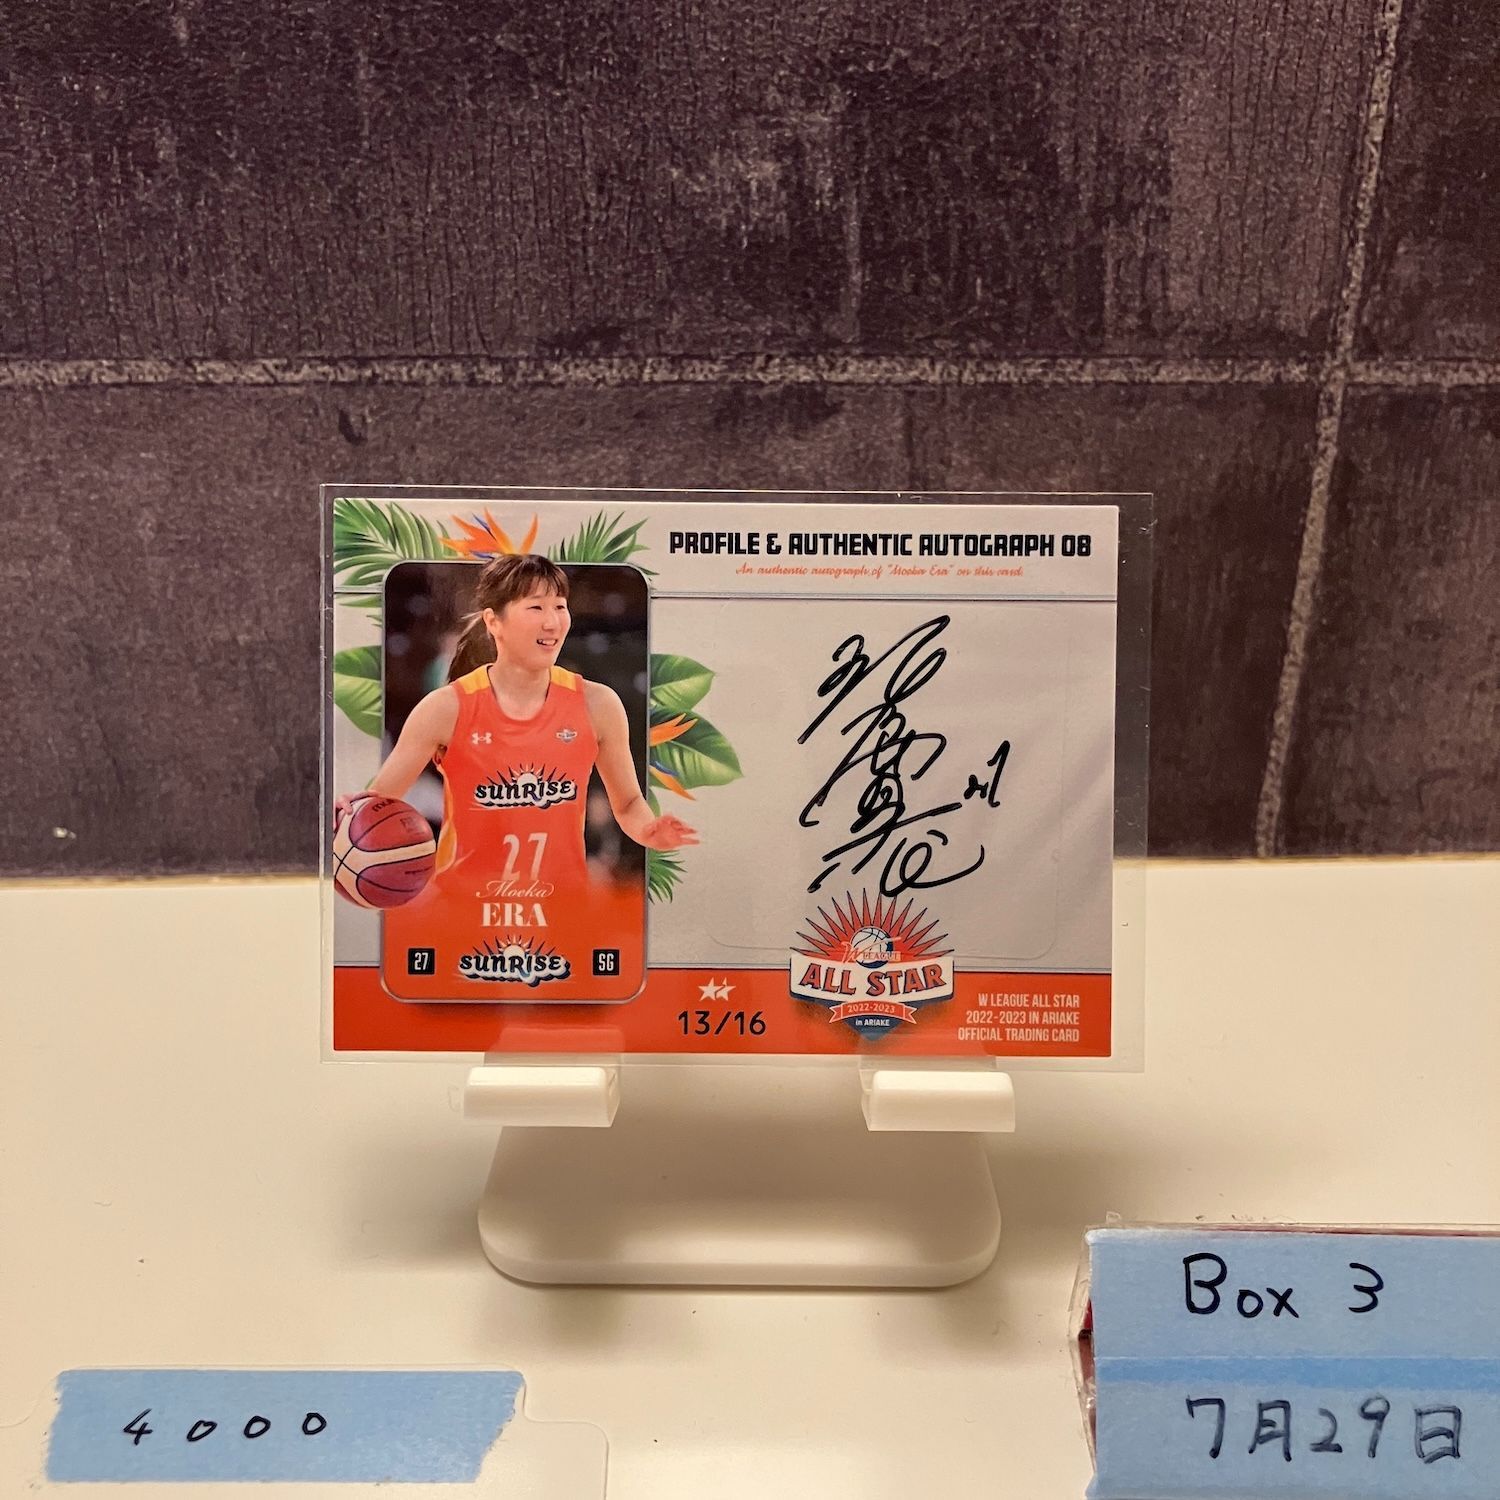 PROFILE & AUTHENTIC AUTOGRAPH 08
An authentic autograph of "Moeka Era" on this card.
SUNRISE
27
Moeka
ERA
27
SUNRISE
SG
13/16
W LEAGUE
ALL STAR
2022-2023
in ARIAKE
W LEAGUE ALL STAR
2022-2023 IN ARIAKE
OFFICIAL TRADING CARD
Box 3
7月29日
4000